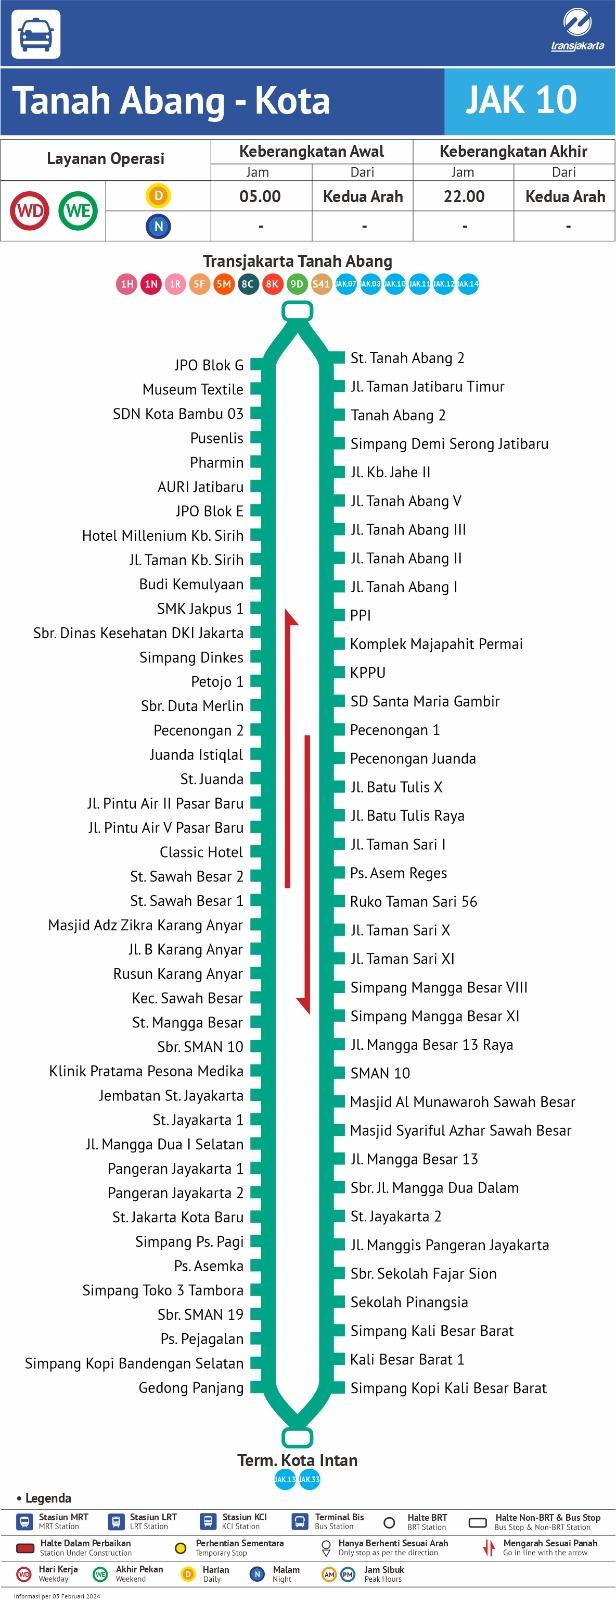 transjakarta
Tanah Abang - Kota
JAK 10
Layanan Operasi
Keberangkatan Awal
Keberangkatan Akhir
Jam
Dari
Jam
Dari
WD
WE
D
05.00
Kedua Arah
22.00
Kedua Arah
N
-
-
-
-
Transjakarta Tanah Abang
1H 1N 1R 5F 5M 8C 8K 9D S41 JAK.07 JAK.08 JAK.10 JAK.11 JAK.12 JAK.14
JPO Blok G
Museum Textile
SDN Kota Bambu 03
Pusenlis
Pharmin
AURI Jatibaru
JPO Blok E
Hotel Millenium Kb. Sirih
Jl. Taman Kb. Sirih
Budi Kemulyaan
SMK Jakpus 1
Sbr. Dinas Kesehatan DKI Jakarta
Simpang Dinkes
Petojo 1
Sbr. Duta Merlin
Pecenongan 2
Juanda Istiqlal
St. Juanda
Jl. Pintu Air II Pasar Baru
Jl. Pintu Air V Pasar Baru
Classic Hotel
St. Sawah Besar 2
St. Sawah Besar 1
Masjid Adz Zikra Karang Anyar
Jl. B Karang Anyar
Rusun Karang Anyar
Kec. Sawah Besar
St. Mangga Besar
Sbr. SMAN 10
Klinik Pratama Pesona Medika
Jembatan St. Jayakarta
St. Jayakarta 1
Jl. Mangga Dua I Selatan
Pangeran Jayakarta 1
Pangeran Jayakarta 2
St. Jakarta Kota Baru
Simpang Ps. Pagi
Ps. Asemka
Simpang Toko 3 Tambora
Sbr. SMAN 19
Ps. Pejagalan
Simpang Kopi Bandengan Selatan
Gedong Panjang
St. Tanah Abang 2
Jl. Taman Jatibaru Timur
Tanah Abang 2
Simpang Demi Serong Jatibaru
Jl. Kb. Jahe II
Jl. Tanah Abang V
Jl. Tanah Abang III
Jl. Tanah Abang II
Jl. Tanah Abang I
PPI
Komplek Majapahit Permai
KPPU
SD Santa Maria Gambir
Pecenongan 1
Pecenongan Juanda
Jl. Batu Tulis X
Jl. Batu Tulis Raya
Jl. Taman Sari I
Ps. Asem Reges
Ruko Taman Sari 56
Jl. Taman Sari X
Jl. Taman Sari XI
Simpang Mangga Besar VIII
Simpang Mangga Besar XI
Jl. Mangga Besar 13 Raya
SMAN 10
Masjid Al Munawaroh Sawah Besar
Masjid Syariful Azhar Sawah Besar
Jl. Mangga Besar 13
Sbr. Jl. Mangga Dua Dalam
St. Jayakarta 2
Jl. Manggis Pangeran Jayakarta
Sbr. Sekolah Fajar Sion
Sekolah Pinangsia
Simpang Kali Besar Barat
Kali Besar Barat 1
Simpang Kopi Kali Besar Barat
Term. Kota Intan
JAK.13 JAK.33
• Legenda
Stasiun MRT
MRT Station
Stasiun LRT
LRT Station
Stasiun KCI
KCI Station
Terminal Bis
Bus Station
Halte BRT
BRT Station
Halte Non-BRT & Bus Stop
Bus Stop & Non-BRT Station
Halte Dalam Perbaikan
Station Under Construction
Perhentian Sementara
Temporary Stop
Hanya Berhenti Sesuai Arah
Only stop as per the direction
Mengarah Sesuai Panah
Go in line with the arrow
WD
Hari Kerja
Weekday
WE
Akhir Pekan
Weekend
D
Harian
Daily
N
Malam
Night
AM PM
Jam Sibuk
Peak Hours
Informasi per 05 Februari 2024